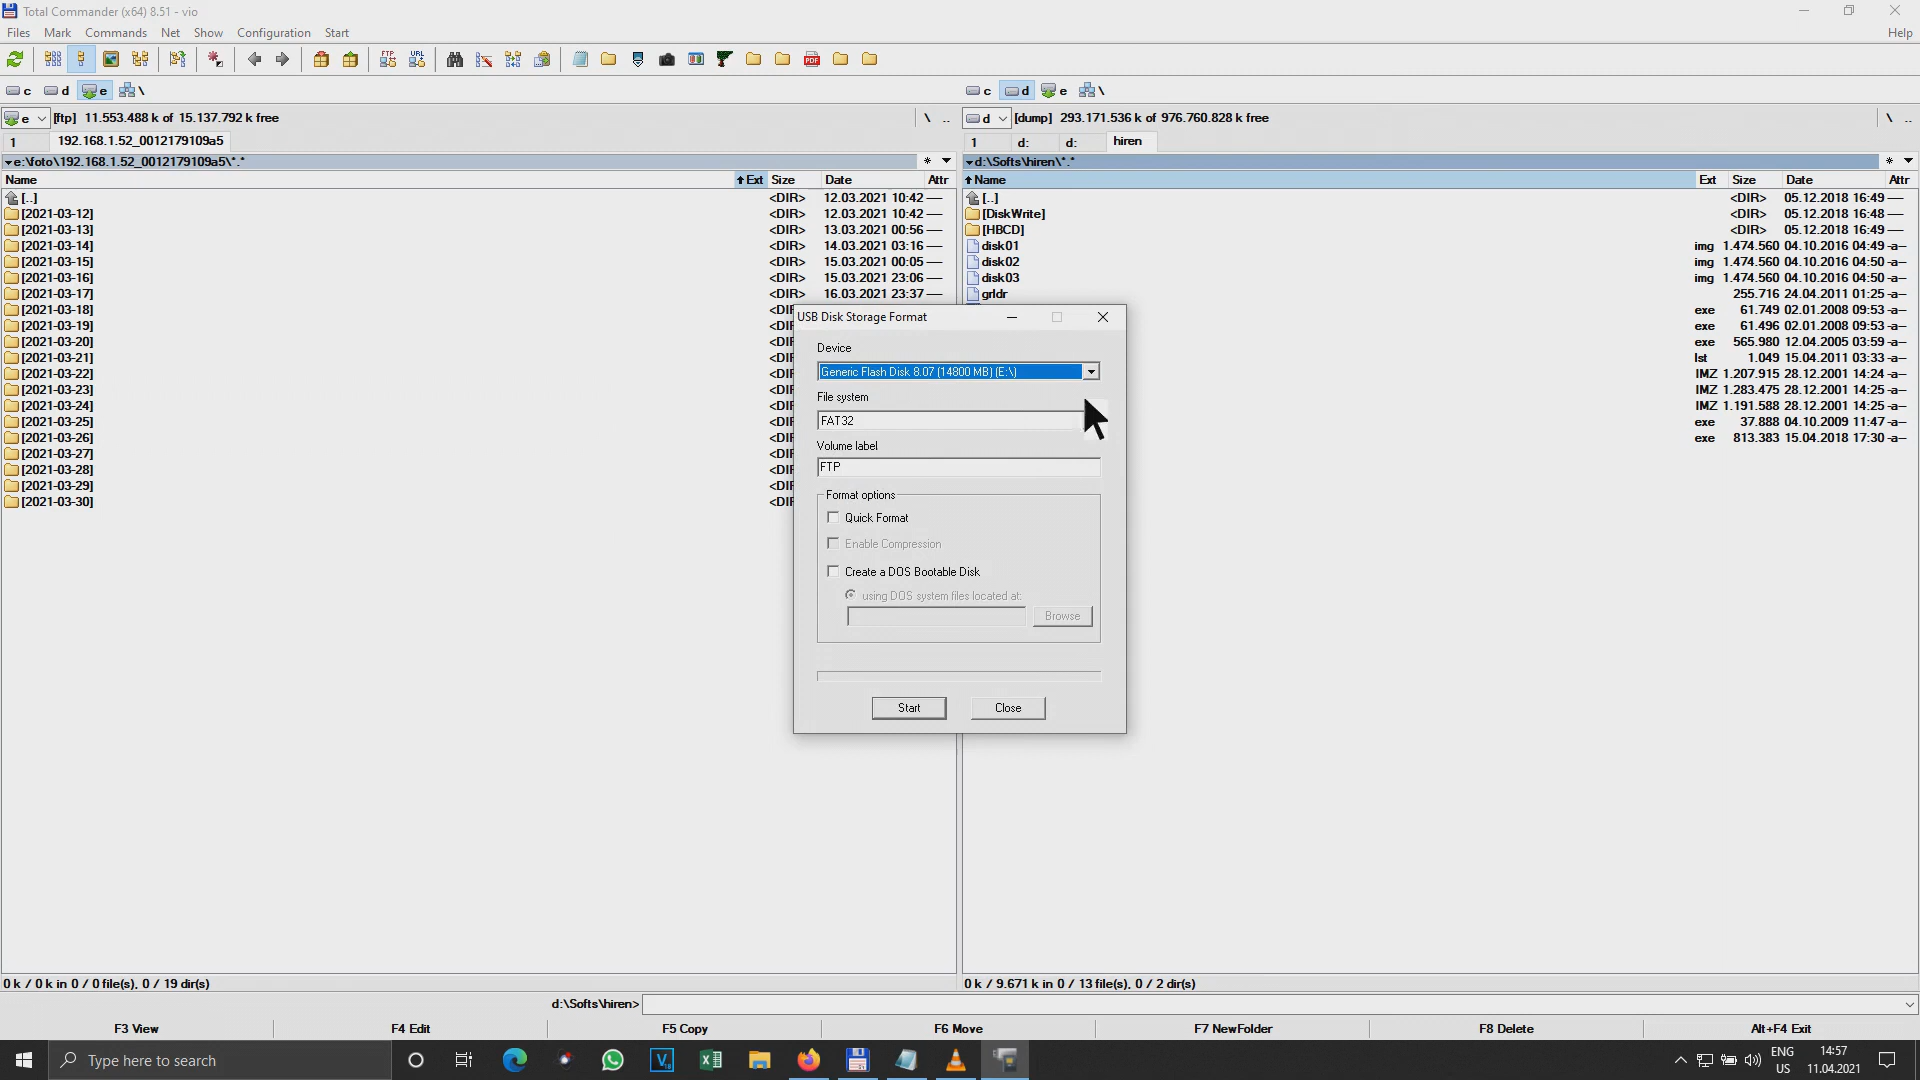 Total Commander (x64) 8.51 - vio
Files Mark Commands Net Show Configuration Start Help
FTP URL PDF
c d e \ c d e \
e [ftp] 11.553.488 k of 15.137.792 k free \ .. d [dump] 293.171.536 k of 976.760.828 k free \ ..
1 192.168.1.52_0012179109a5 1 d: d: hiren
e:\foto\192.168.1.52_0012179109a5\*.* * d:\Softs\hiren\*.* *
Name Ext Size Date Attr Name Ext Size Date Attr
[..] <DIR> 12.03.2021 10:42 — [..] <DIR> 05.12.2018 16:49 —
[2021-03-12] <DIR> 12.03.2021 10:42 — [DiskWrite] <DIR> 05.12.2018 16:48 —
[2021-03-13] <DIR> 13.03.2021 00:56 — [HBCD] <DIR> 05.12.2018 16:49 —
[2021-03-14] <DIR> 14.03.2021 03:16 — disk01 img 1.474.560 04.10.2016 04:49 -a--
[2021-03-15] <DIR> 15.03.2021 00:05 — disk02 img 1.474.560 04.10.2016 04:50 -a--
[2021-03-16] <DIR> 15.03.2021 23:06 — disk03 img 1.474.560 04.10.2016 04:50 -a--
[2021-03-17] <DIR> 16.03.2021 23:37 — grldr 255.716 24.04.2011 01:25 -a--
[2021-03-18] <DIR exe 61.749 02.01.2008 09:53 -a--
[2021-03-19] <DIR exe 61.496 02.01.2008 09:53 -a--
[2021-03-20] <DIR exe 565.980 12.04.2005 03:59 -a--
[2021-03-21] <DIR lst 1.049 15.04.2011 03:33 -a--
[2021-03-22] <DIR IMZ 1.207.915 28.12.2001 14:24 -a--
[2021-03-23] <DIR IMZ 1.283.475 28.12.2001 14:25 -a--
[2021-03-24] <DIR IMZ 1.191.588 28.12.2001 14:25 -a--
[2021-03-25] <DIR exe 37.888 04.10.2009 11:47 -a--
[2021-03-26] <DIR exe 813.383 15.04.2018 17:30 -a--
[2021-03-27] <DIR
[2021-03-28] <DIR
[2021-03-29] <DIR
[2021-03-30] <DIR
USB Disk Storage Format
Device
Generic Flash Disk 8.07 (14800 MB) (E:\)
File system
FAT32
Volume label
FTP
Format options
Quick Format
Enable Compression
Create a DOS Bootable Disk
using DOS system files located at:
Browse
Start Close
0 k / 0 k in 0 / 0 file(s), 0 / 19 dir(s) 0 k / 9.671 k in 0 / 13 file(s), 0 / 2 dir(s)
d:\Softs\hiren>
F3 View F4 Edit F5 Copy F6 Move F7 NewFolder F8 Delete Alt+F4 Exit
Type here to search
ENG
US
14:57
11.04.2021